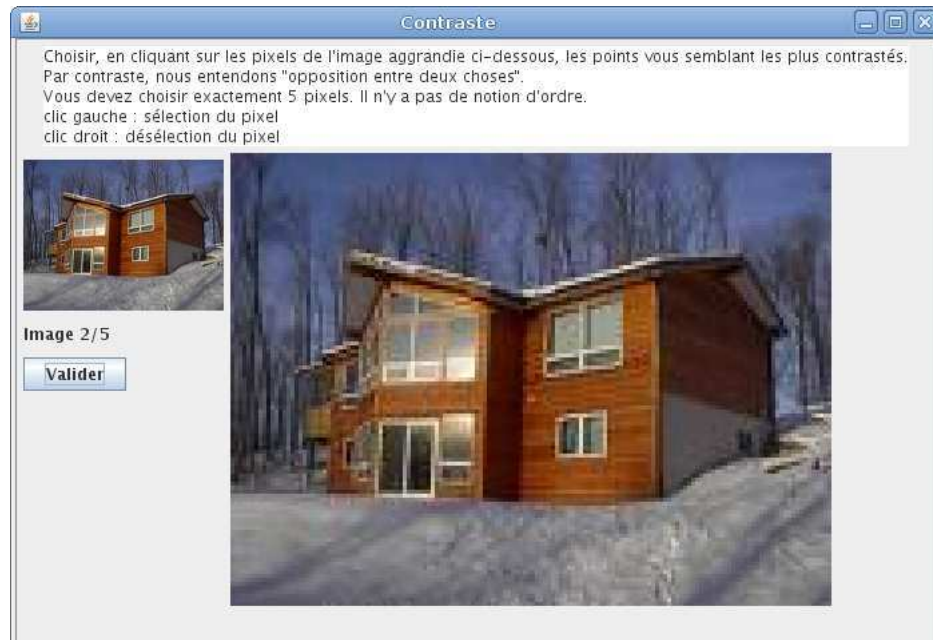 Contraste
Choisir, en cliquant sur les pixels de l'image aggrandie ci-dessous, les points vous semblant les plus contrastés.
Par contraste, nous entendons "opposition entre deux choses".
Vous devez choisir exactement 5 pixels. Il n'y a pas de notion d'ordre.
clic gauche : sélection du pixel
clic droit : désélection du pixel
Image 2/5
Valider